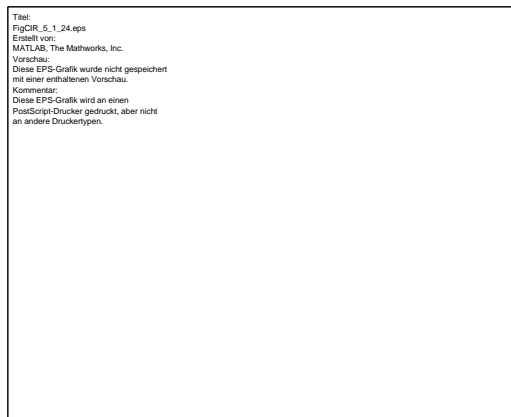 Titel:
FigCIR_5_1_24.eps
Erstellt von:
MATLAB, The Mathworks, Inc.
Vorschau:
Diese EPS-Grafik wurde nicht gespeichert
mit einer enthaltenen Vorschau.
Kommentar:
Diese EPS-Grafik wird an einen
PostScript-Drucker gedruckt, aber nicht
an andere Druckertypen.